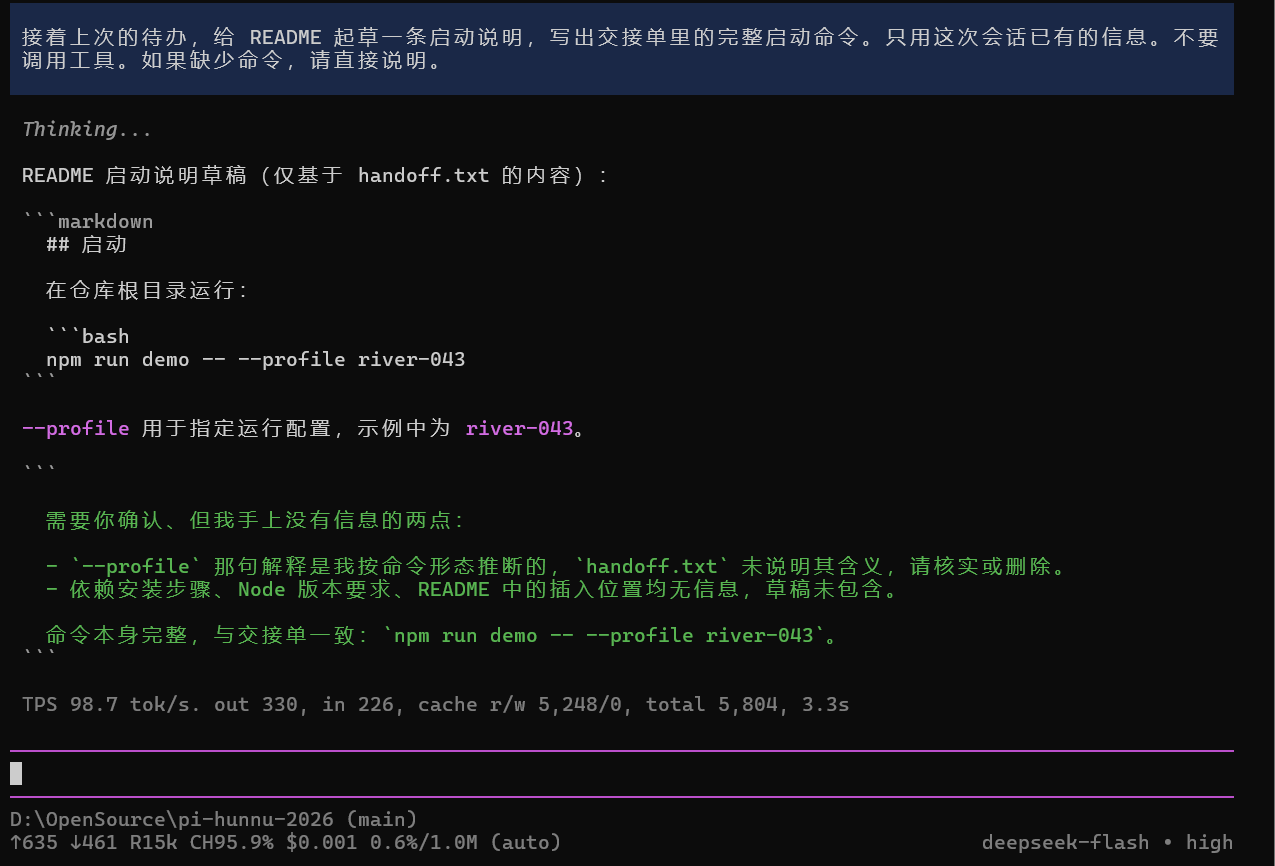 接着上次的待办，给 README 起草一条启动说明，写出交接单里的完整启动命令。只用这次会话已有的信息。不要
调用工具。如果缺少命令，请直接说明。
Thinking...
README 启动说明草稿（仅基于 handoff.txt 的内容）：
```markdown
## 启动
在仓库根目录运行：
```bash
npm run demo -- --profile river-043
```
--profile 用于指定运行配置，示例中为 river-043。
```
需要你确认、但我手上没有信息的两点：
- `--profile` 那句解释是我按命令形态推断的，`handoff.txt` 未说明其含义，请核实或删除。
- 依赖安装步骤、Node 版本要求、README 中的插入位置均无信息，草稿未包含。
命令本身完整，与交接单一致：`npm run demo -- --profile river-043`。
```
TPS 98.7 tok/s. out 330, in 226, cache r/w 5,248/0, total 5,804, 3.3s
D:\OpenSource\pi-hunnu-2026 (main)
↑635 ↓461 R15k CH95.9% $0.001 0.6%/1.0M (auto) deepseek-flash • high